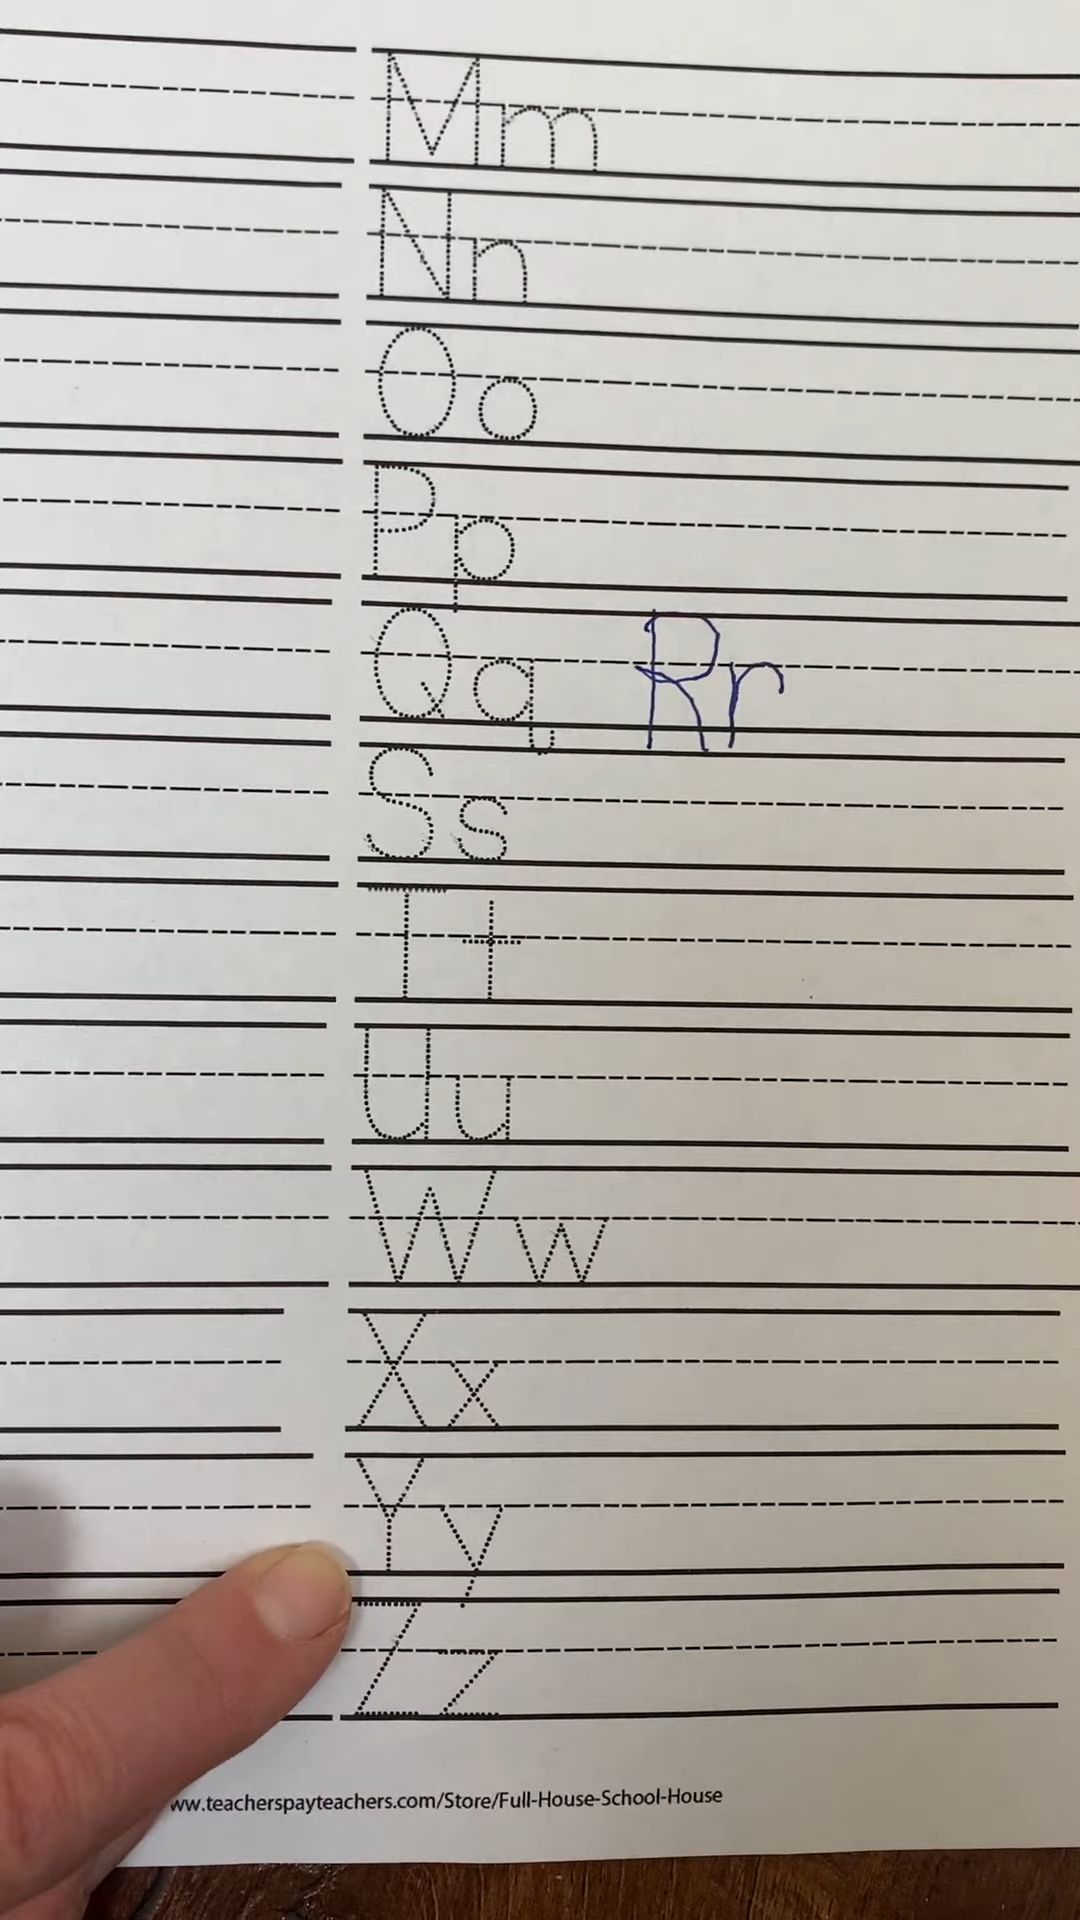 Mm
Nn
Oo
Pp
Qq Rr
Ss
Tt
Uu
Ww
Xx
Yy
Zz
ww.teacherspayteachers.com/Store/Full-House-School-House